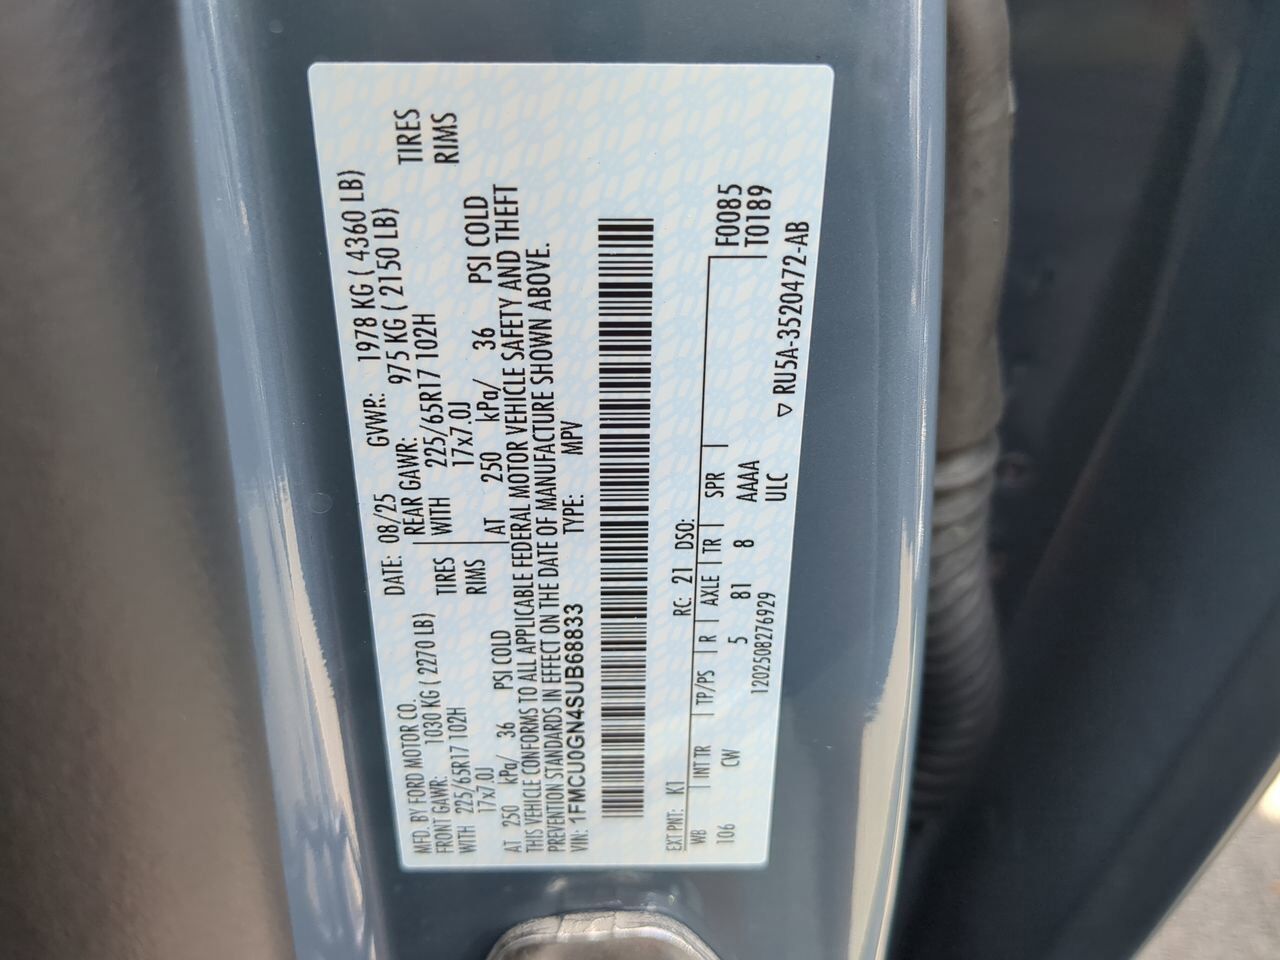 MFD. BY FORD MOTOR CO. DATE: 08/25 GVWR: 1978 KG ( 4360 LB)
FRONT GAWR: 1030 KG ( 2270 LB) REAR GAWR: 975 KG ( 2150 LB)
WITH 225/65R17 102H TIRES WITH 225/65R17 102H TIRES
17x7.0J RIMS 17x7.0J RIMS
AT 250 kPa/ 36 PSI COLD AT 250 kPa/ 36 PSI COLD
THIS VEHICLE CONFORMS TO ALL APPLICABLE FEDERAL MOTOR VEHICLE SAFETY AND THEFT
PREVENTION STANDARDS IN EFFECT ON THE DATE OF MANUFACTURE SHOWN ABOVE.
VIN: 1FMCU0GN4SUB68833 TYPE: MPV
EXT PNT: K1 RC: 21 DSO: F0085
WB INT TR TP/PS R AXLE TR SPR T0189
106 CW 5 81 8 AAAA
1202508276929 ULC ▽ RU5A-3520472-AB